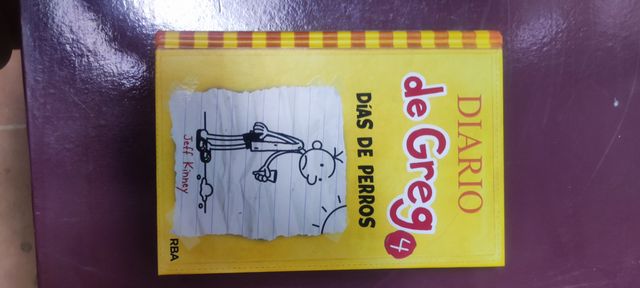 DIARIO
de Greg 4
DÍAS DE PERROS
Jeff Kinney
RBA